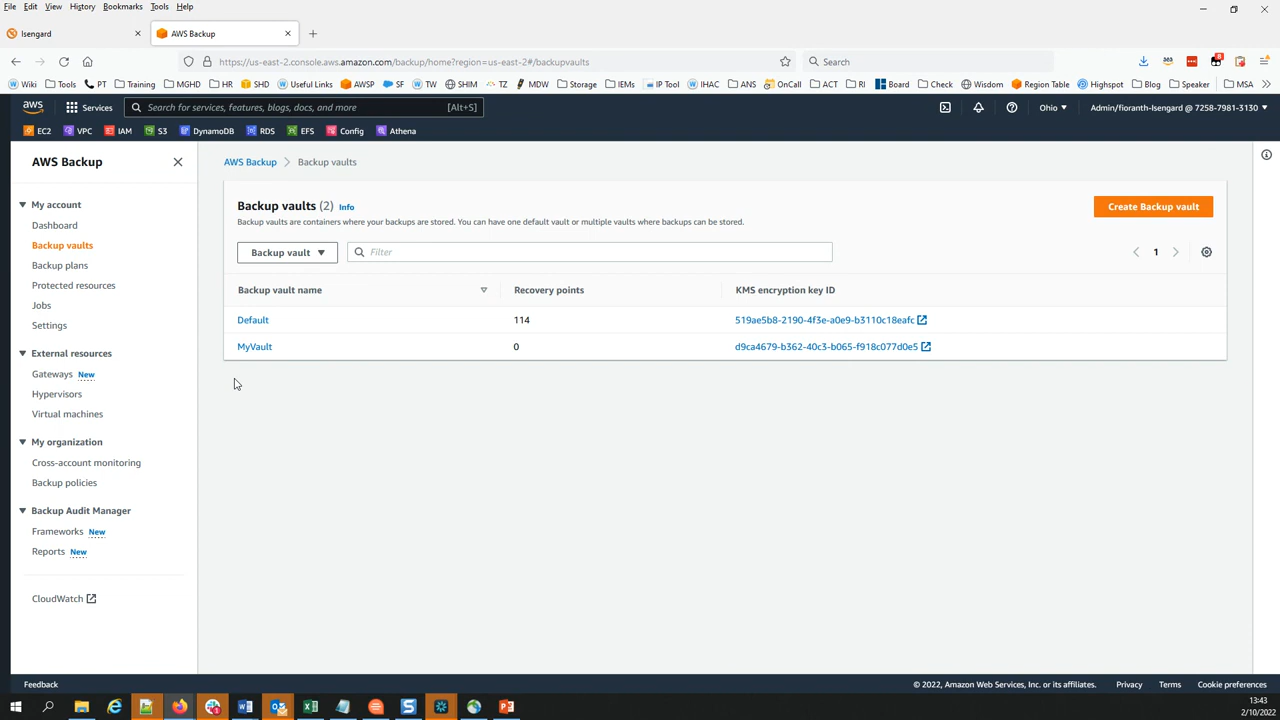 File Edit View History Bookmarks Tools Help
Isengard
AWS Backup
https://us-east-2.console.aws.amazon.com/backup/home?region=us-east-2#/backupvaults
Search
Wiki Tools PT Training MGHD HR SHD Useful Links AWSP SF TW SHIM TZ MDW Storage IEMs IP Tool IHAC ANS OnCall ACT RI Board Check Wisdom Region Table Highspot Blog Speaker MSA
aws Services Search for services, features, blogs, docs, and more [Alt+S] Ohio Admin/fioranth-Isengard @ 7258-7981-3130
EC2 VPC IAM S3 DynamoDB RDS EFS Config Athena
AWS Backup
My account
Dashboard
Backup vaults
Backup plans
Protected resources
Jobs
Settings
External resources
Gateways New
Hypervisors
Virtual machines
My organization
Cross-account monitoring
Backup policies
Backup Audit Manager
Frameworks New
Reports New
CloudWatch
AWS Backup Backup vaults
Backup vaults (2) Info
Create Backup vault
Backup vaults are containers where your backups are stored. You can have one default vault or multiple vaults where backups can be stored.
Backup vault Filter 1
Backup vault name Recovery points KMS encryption key ID
Default 114 519ae5b8-2190-4f3e-a0e9-b3110c18eafc
MyVault 0 d9ca4679-b362-40c3-b065-f918c077d0e5
Feedback © 2022, Amazon Web Services, Inc. or its affiliates. Privacy Terms Cookie preferences
13:43
2/10/2022